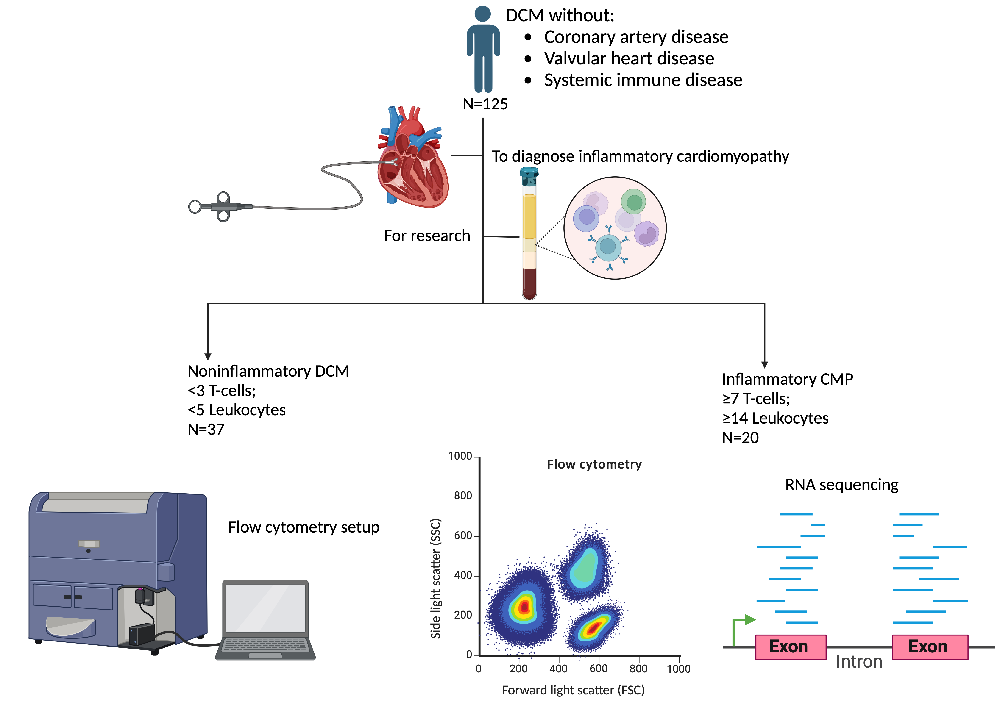 DCM without:
• Coronary artery disease
• Valvular heart disease
• Systemic immune disease
N=125
To diagnose inflammatory cardiomyopathy
For research
Noninflammatory DCM
<3 T-cells;
<5 Leukocytes
N=37
Inflammatory CMP
≥7 T-cells;
≥14 Leukocytes
N=20
Flow cytometry setup
Flow cytometry
1000
800
600
400
200
0
Side light scatter (SSC)
0 200 400 600 800 1000
Forward light scatter (FSC)
RNA sequencing
Exon
Intron
Exon